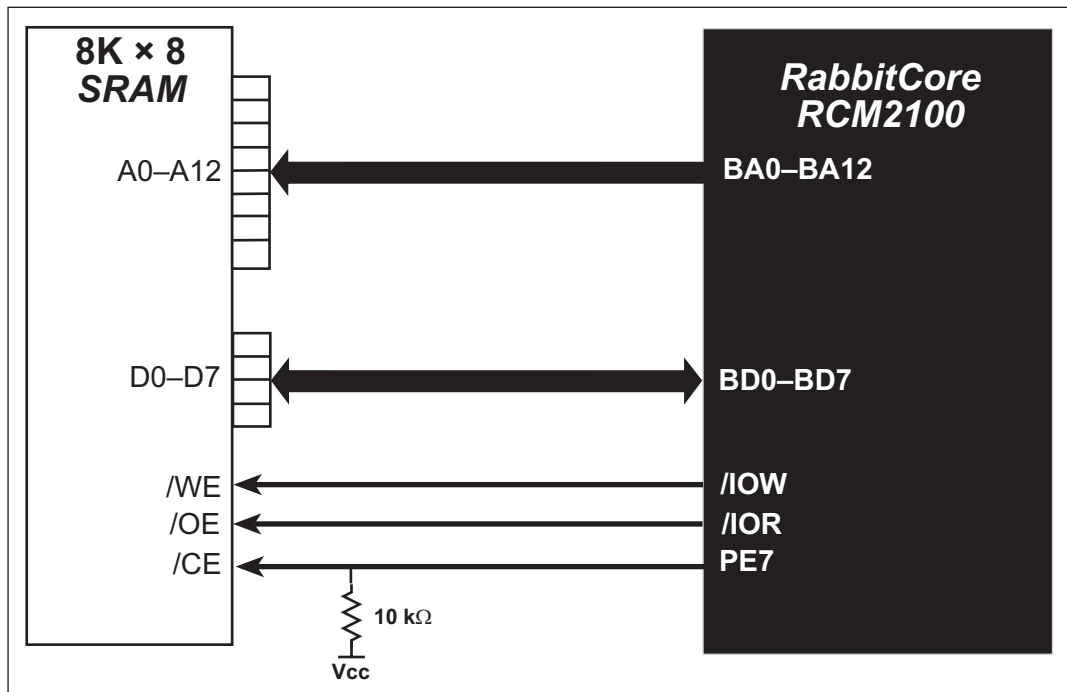 8K × 8
SRAM
RabbitCore
RCM2100
A0–A12
BA0–BA12
D0–D7
BD0–BD7
/WE
/IOW
/OE
/IOR
/CE
PE7
10 kΩ
Vcc